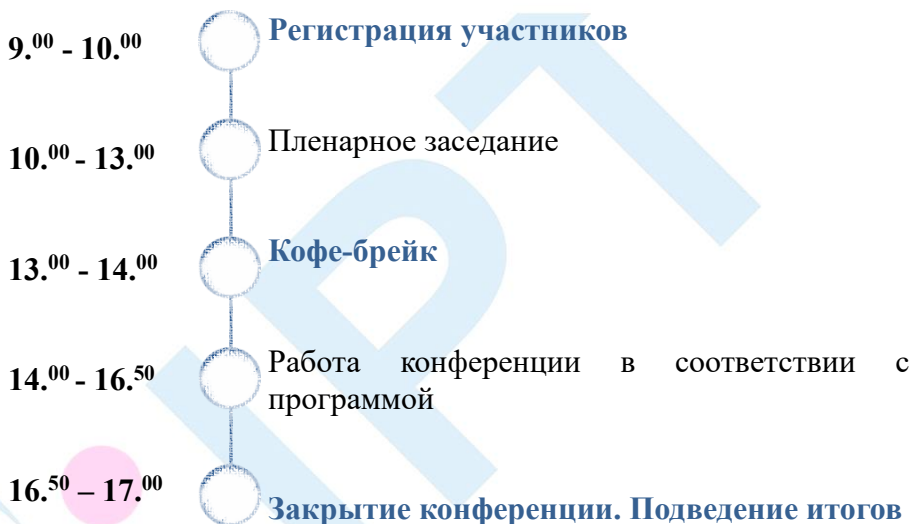 9.00 - 10.00 Регистрация участников
10.00 - 13.00 Пленарное заседание
13.00 - 14.00 Кофе-брейк
14.00 - 16.50 Работа конференции в соответствии с
программой
16.50 – 17.00 Закрытие конференции. Подведение итогов